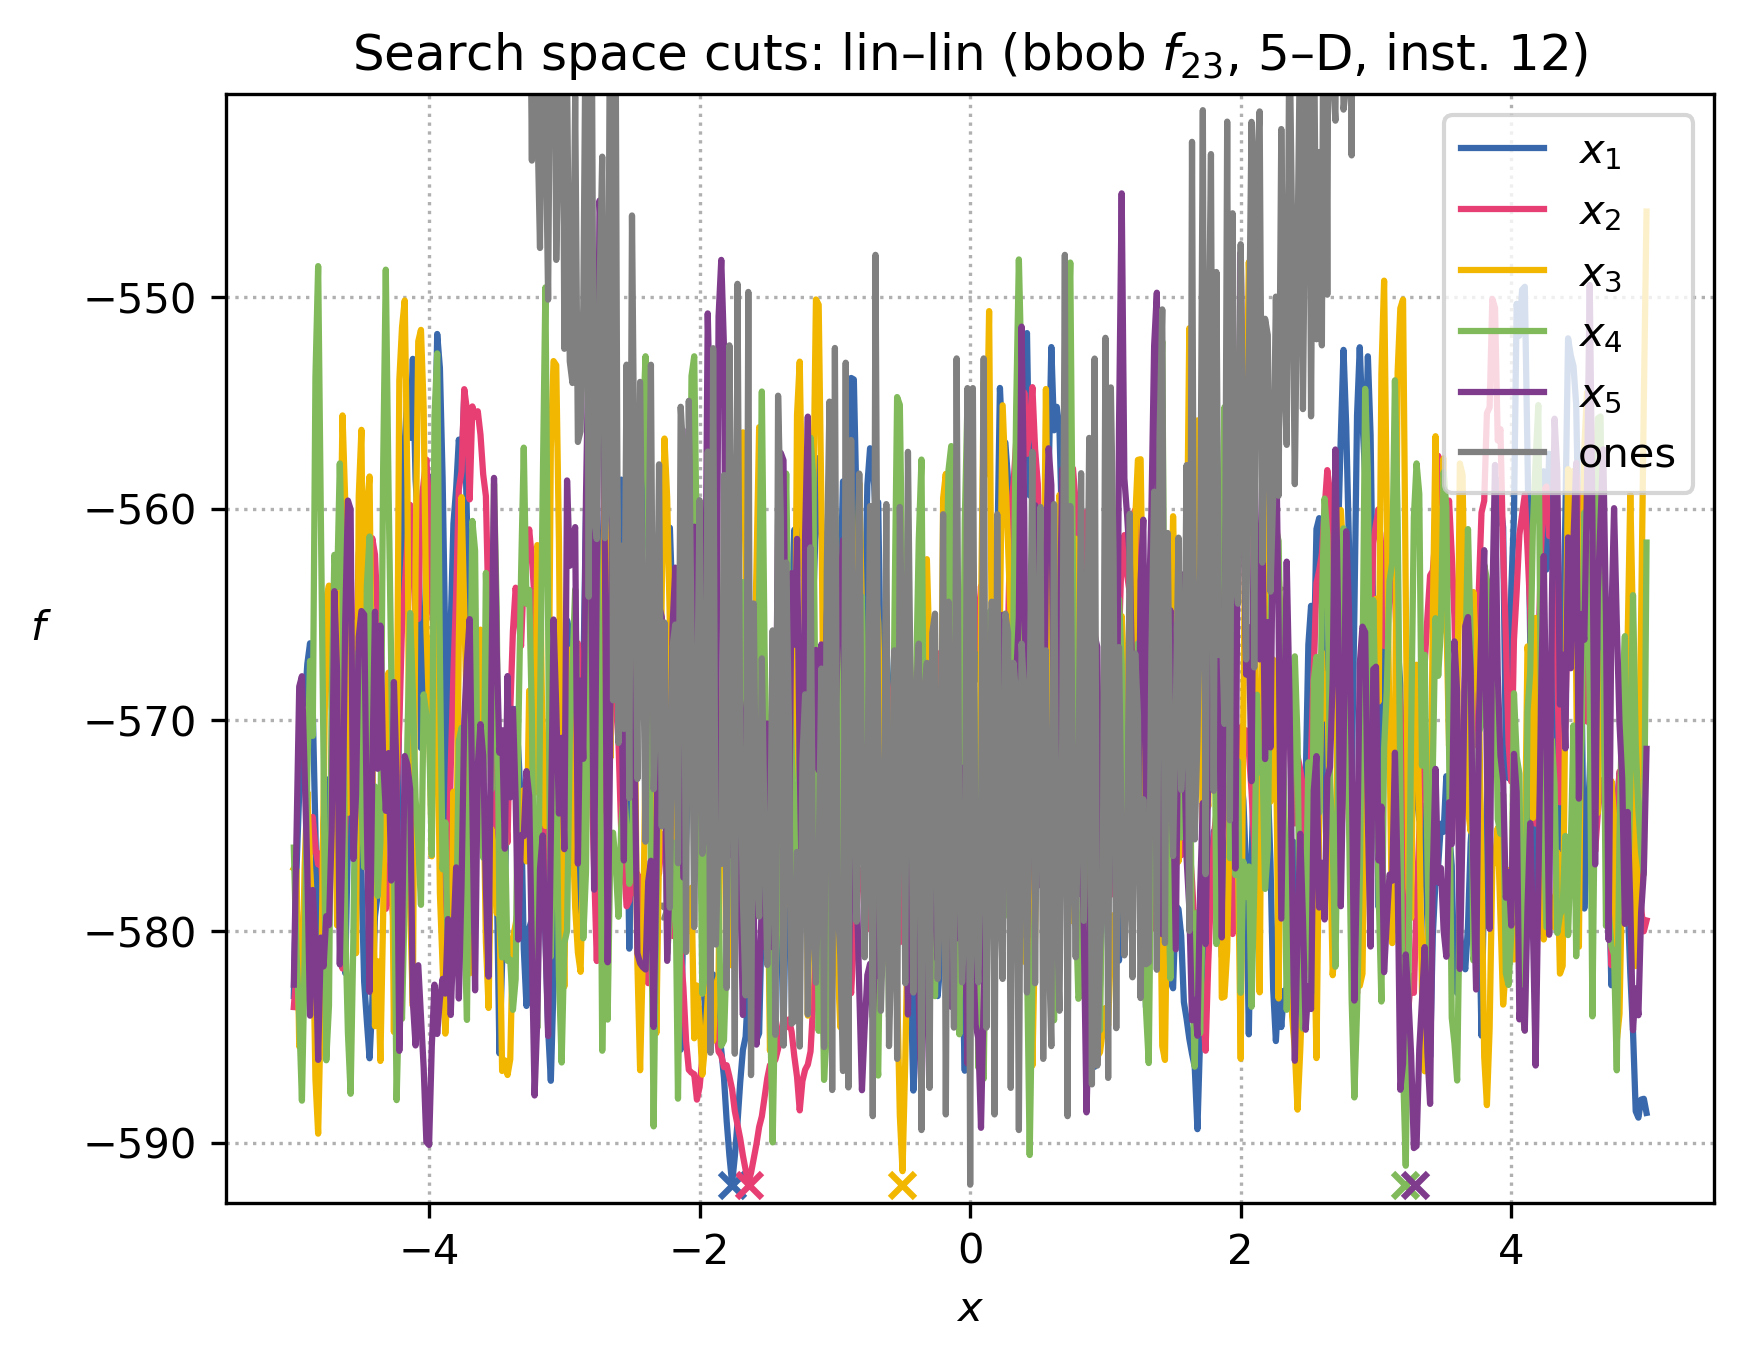 Search space cuts: lin–lin (bbob f23, 5–D, inst. 12)
x1
x2
x3
x4
x5
ones
f
−550
−560
−570
−580
−590
−4
−2
0
2
4
x